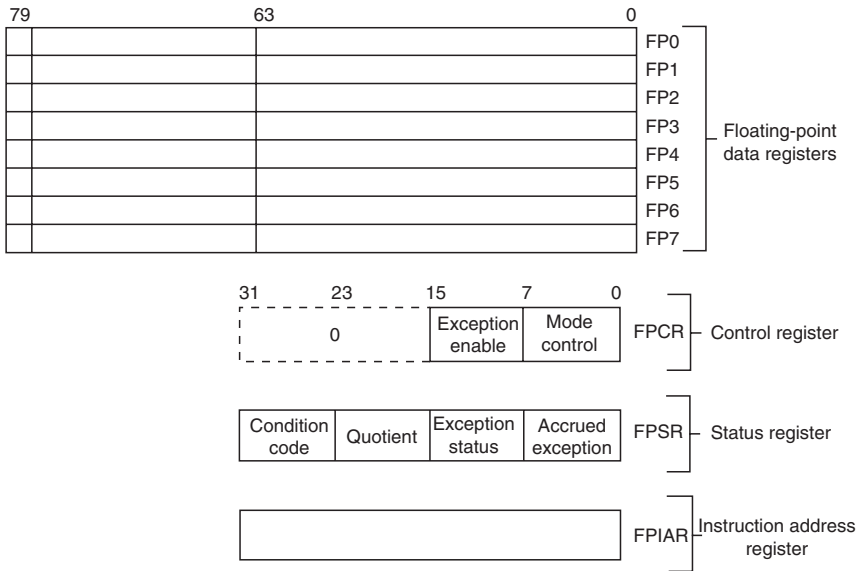 79 63 0
FP0
FP1
FP2
FP3
FP4
FP5
FP6
FP7
Floating-point
data registers
31 23 15 7 0
0
Exception
enable
Mode
control
FPCR
Control register
Condition
code
Quotient
Exception
status
Accrued
exception
FPSR
Status register
FPIAR
Instruction address
register